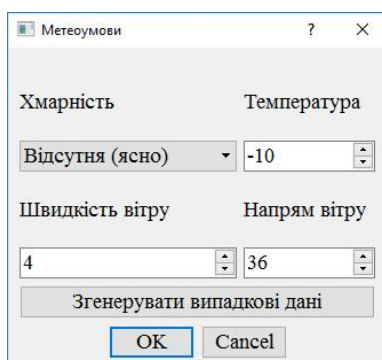 Метеоумови ?
Хмарність Температура
Відсутня (ясно) -10
Швидкість вітру Напрям вітру
4 36
Згенерувати випадкові дані
OK Cancel